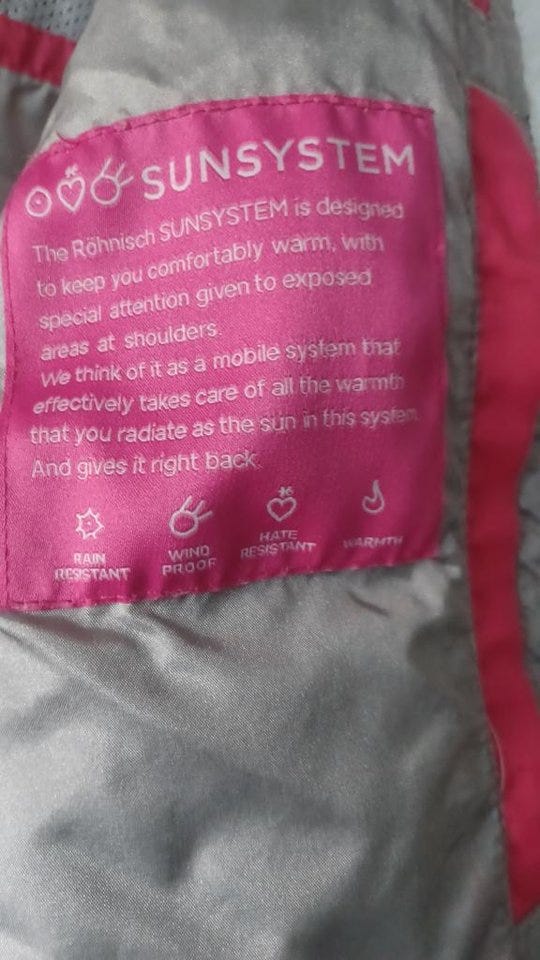 SUNSYSTEM
The Röhnisch SUNSYSTEM is designed
to keep you comfortably warm, with
special attention given to exposed
areas at shoulders.
We think of it as a mobile system that
effectively takes care of all the warmth
that you radiate as the sun in this system.
And gives it right back.
RAIN RESISTANT
WIND PROOF
HATE RESISTANT
WARMTH